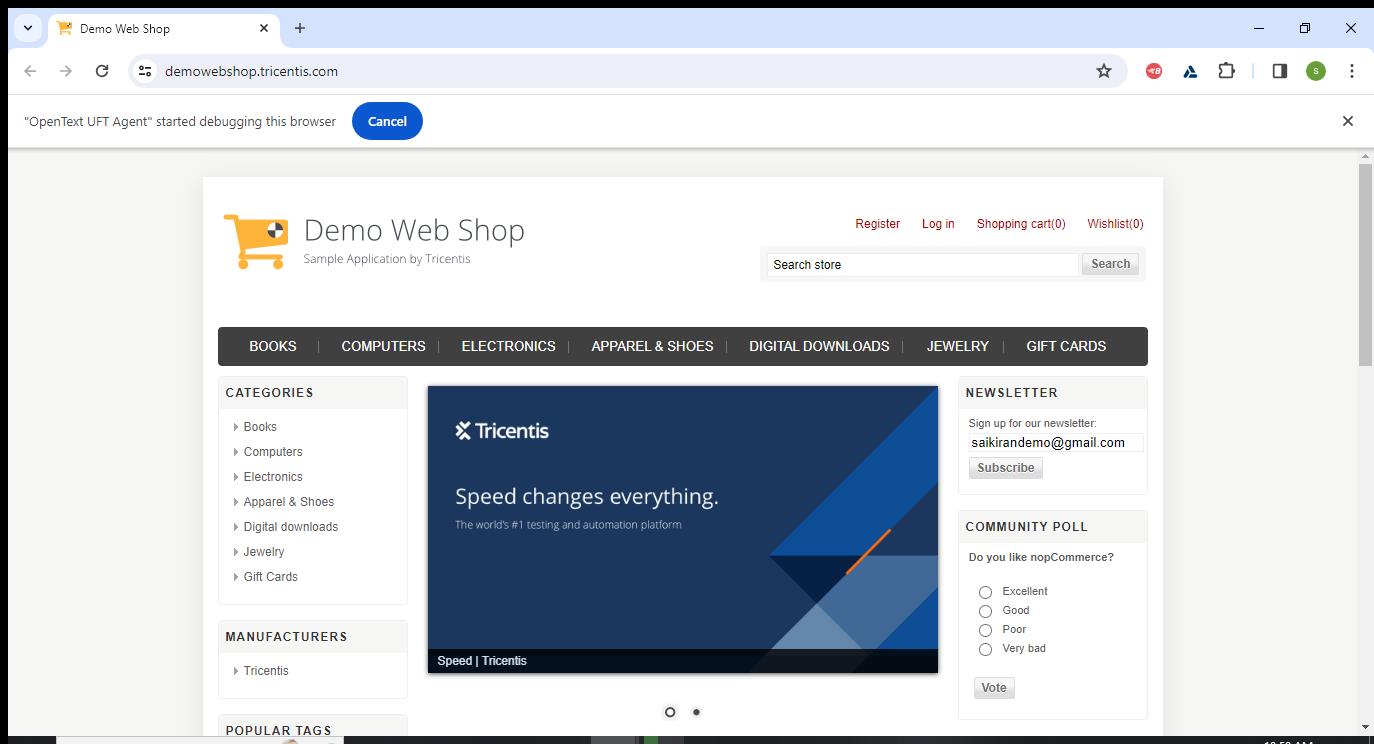 Demo Web Shop
demowebshop.tricentis.com
S
"OpenText UFT Agent" started debugging this browser
Cancel
Demo Web Shop
Sample Application by Tricentis
Register
Log in
Shopping cart(0)
Wishlist(0)
Search store
Search
BOOKS
COMPUTERS
ELECTRONICS
APPAREL & SHOES
DIGITAL DOWNLOADS
JEWELRY
GIFT CARDS
CATEGORIES
Books
Computers
Electronics
Apparel & Shoes
Digital downloads
Jewelry
Gift Cards
MANUFACTURERS
Tricentis
POPULAR TAGS
Tricentis
Speed changes everything.
The world's #1 testing and automation platform
Speed | Tricentis
NEWSLETTER
Sign up for our newsletter:
saikirandemo@gmail.com
Subscribe
COMMUNITY POLL
Do you like nopCommerce?
Excellent
Good
Poor
Very bad
Vote